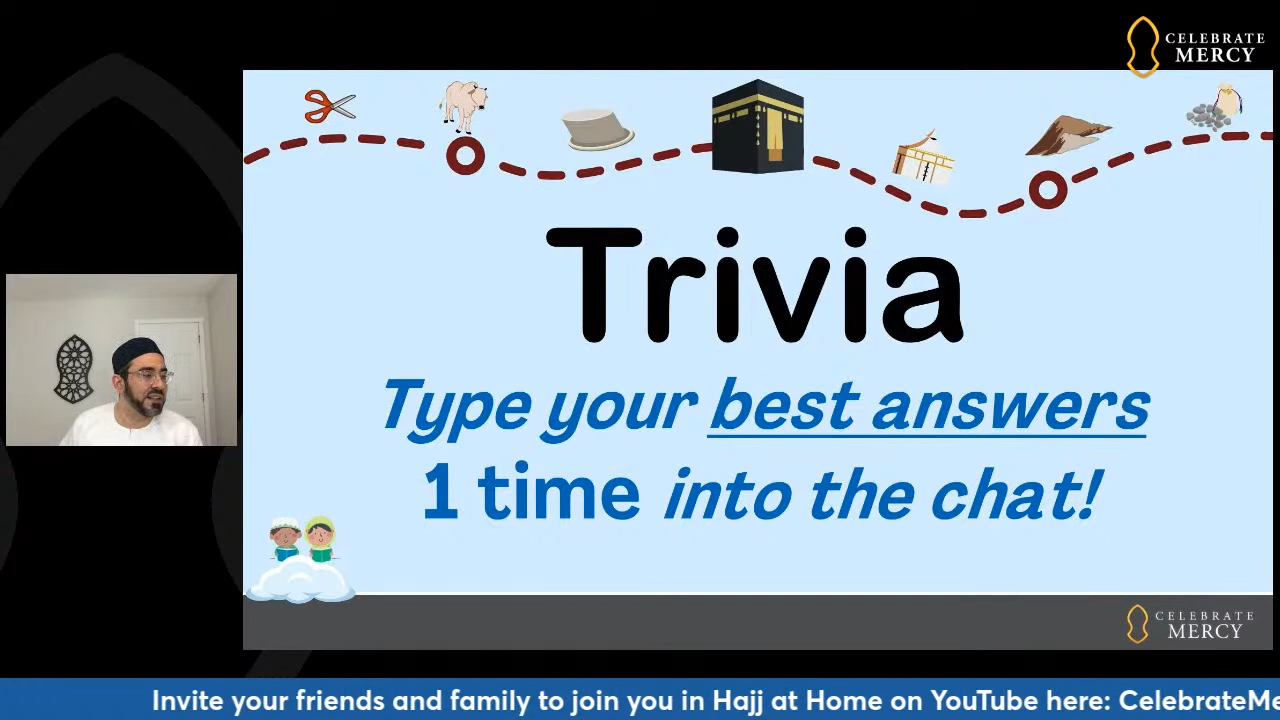 CELEBRATE
MERCY
Trivia
Type your best answers
1 time into the chat!
CELEBRATE
MERCY
Invite your friends and family to join you in Hajj at Home on YouTube here: CelebrateMe